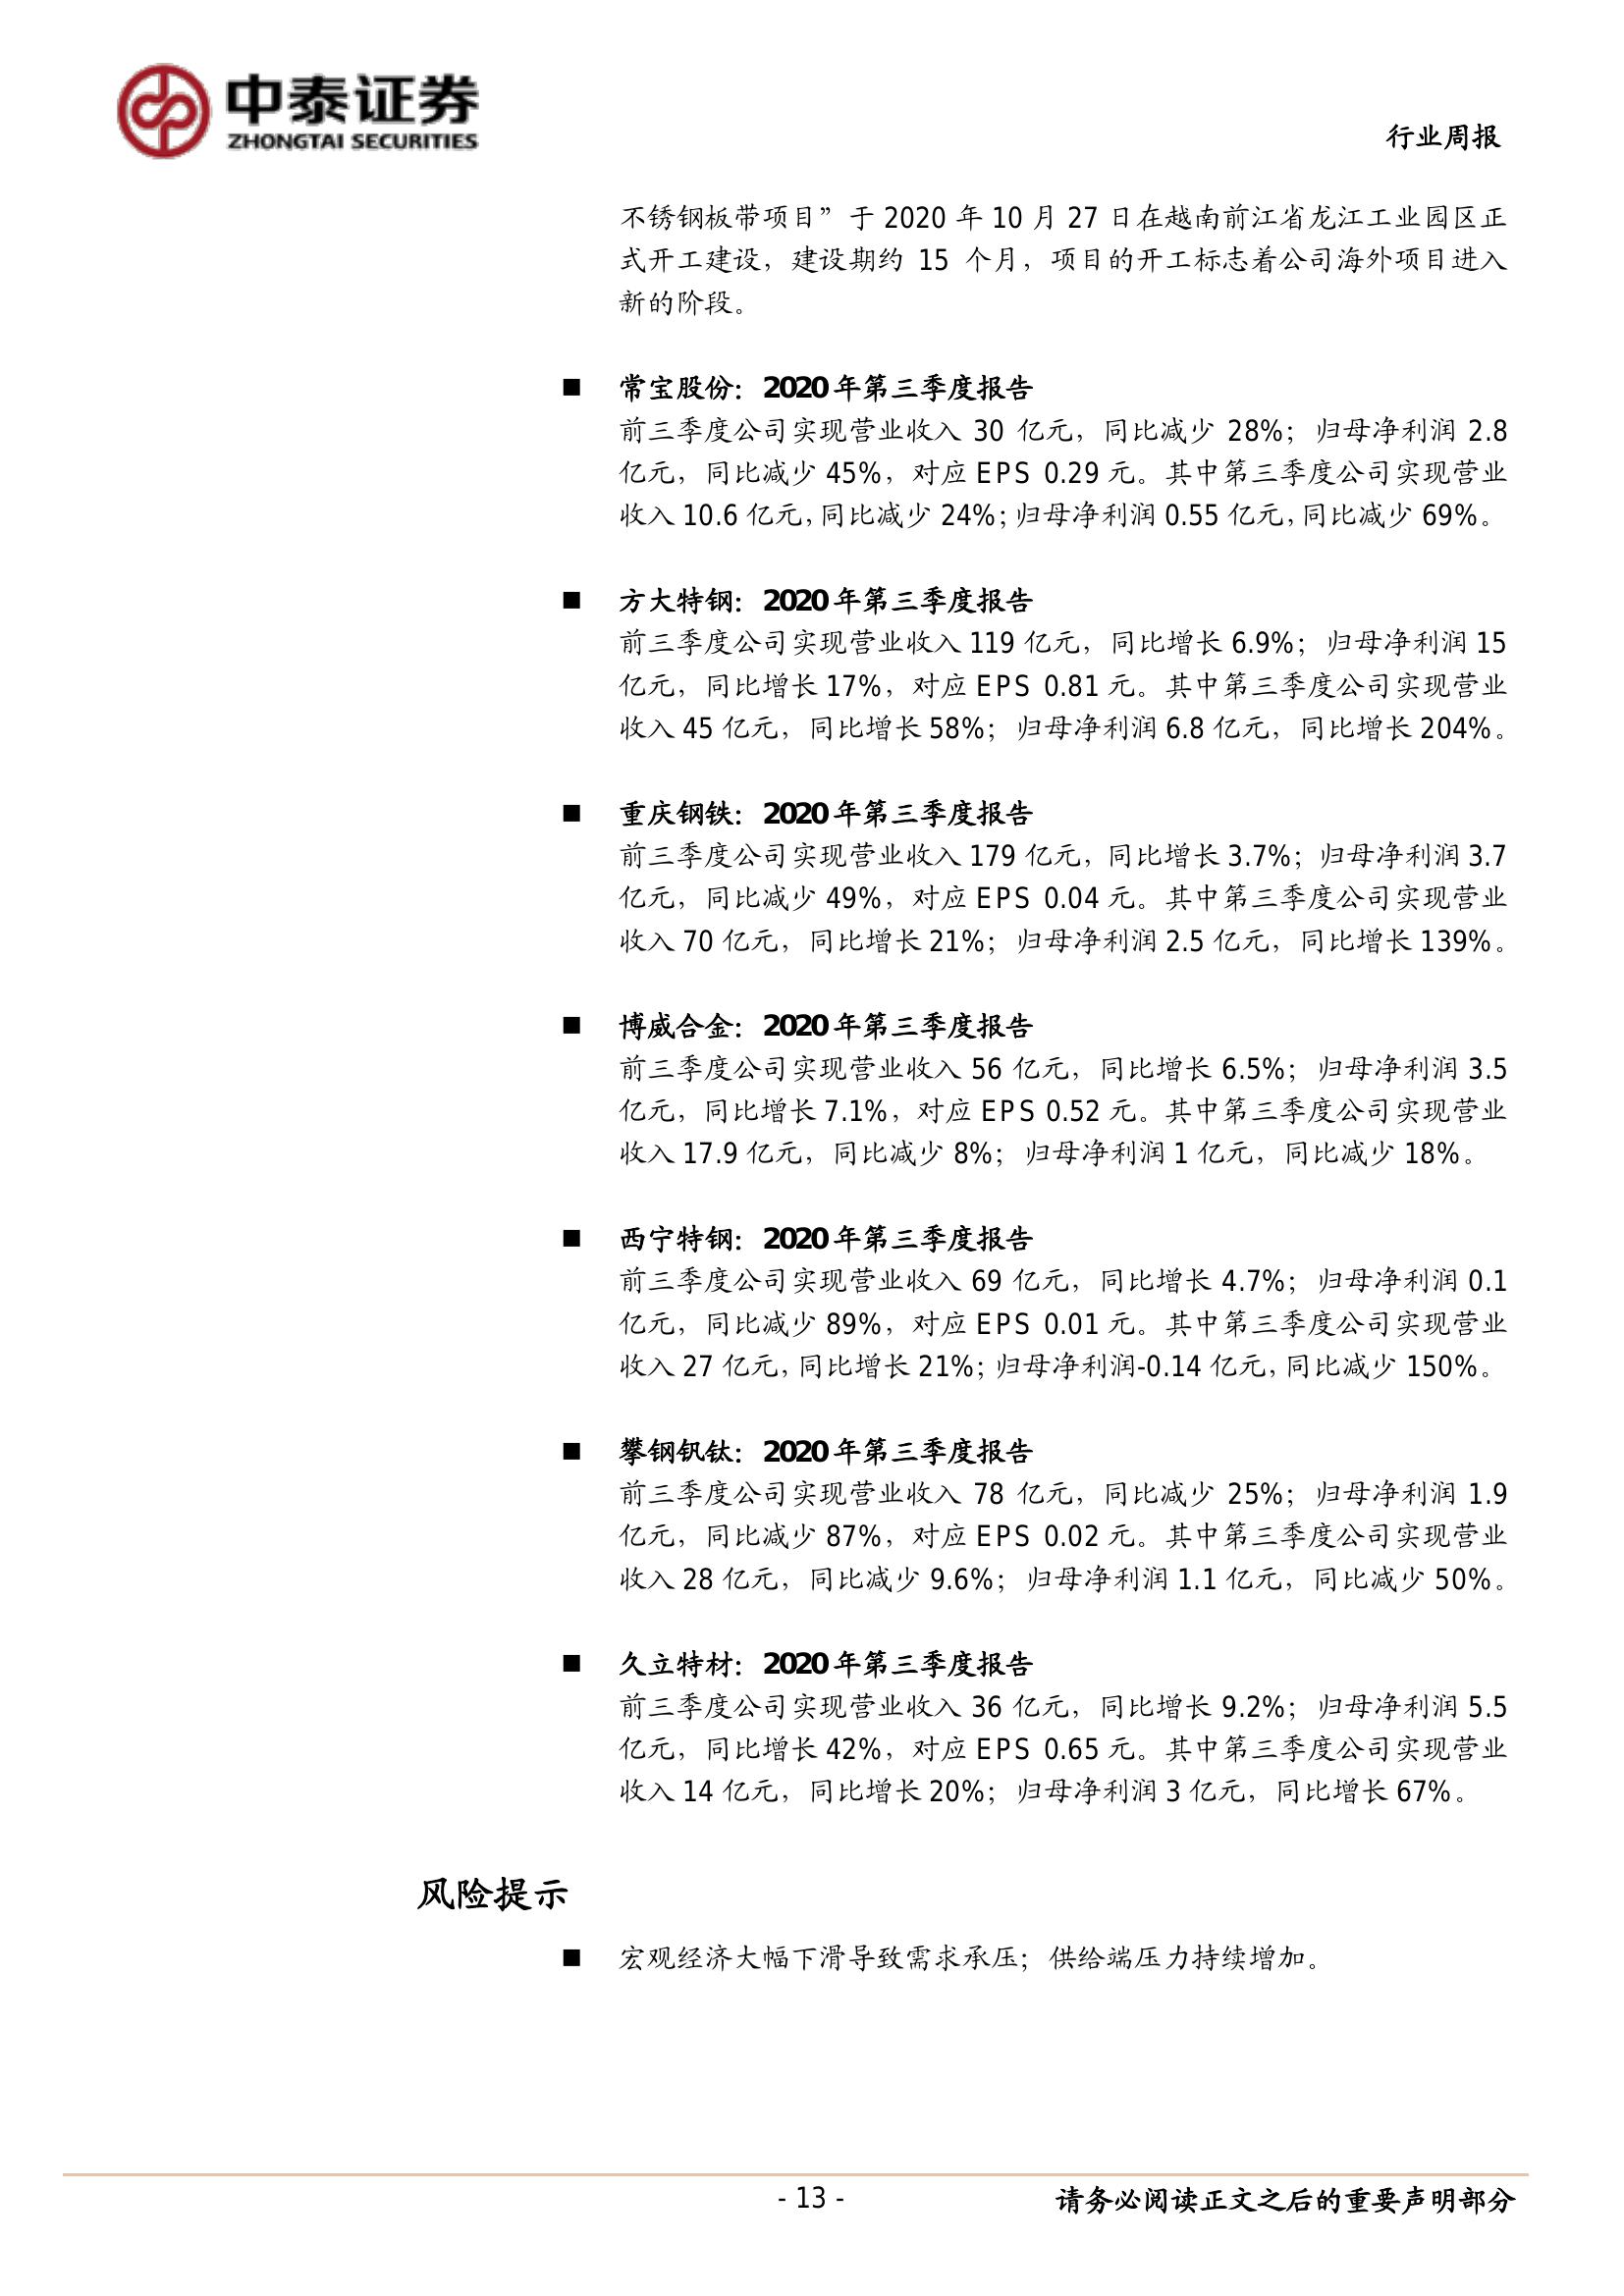 中泰证券
ZHONGTAI SECURITIES
行业周报
不锈钢板带项目”于 2020 年 10 月 27 日在越南前江省龙江工业园区正
式开工建设，建设期约 15 个月，项目的开工标志着公司海外项目进入
新的阶段。
■ 常宝股份：2020 年第三季度报告
前三季度公司实现营业收入 30 亿元，同比减少 28%；归母净利润 2.8
亿元，同比减少 45%，对应 EPS 0.29 元。其中第三季度公司实现营业
收入 10.6 亿元，同比减少 24%；归母净利润 0.55 亿元，同比减少 69%。
■ 方大特钢：2020 年第三季度报告
前三季度公司实现营业收入 119 亿元，同比增长 6.9%；归母净利润 15
亿元，同比增长 17%，对应 EPS 0.81 元。其中第三季度公司实现营业
收入 45 亿元，同比增长 58%；归母净利润 6.8 亿元，同比增长 204%。
■ 重庆钢铁：2020 年第三季度报告
前三季度公司实现营业收入 179 亿元，同比增长 3.7%；归母净利润 3.7
亿元，同比减少 49%，对应 EPS 0.04 元。其中第三季度公司实现营业
收入 70 亿元，同比增长 21%；归母净利润 2.5 亿元，同比增长 139%。
■ 博威合金：2020 年第三季度报告
前三季度公司实现营业收入 56 亿元，同比增长 6.5%；归母净利润 3.5
亿元，同比增长 7.1%，对应 EPS 0.52 元。其中第三季度公司实现营业
收入 17.9 亿元，同比减少 8%；归母净利润 1 亿元，同比减少 18%。
■ 西宁特钢：2020 年第三季度报告
前三季度公司实现营业收入 69 亿元，同比增长 4.7%；归母净利润 0.1
亿元，同比减少 89%，对应 EPS 0.01 元。其中第三季度公司实现营业
收入 27 亿元，同比增长 21%；归母净利润-0.14 亿元，同比减少 150%。
■ 攀钢钒钛：2020 年第三季度报告
前三季度公司实现营业收入 78 亿元，同比减少 25%；归母净利润 1.9
亿元，同比减少 87%，对应 EPS 0.02 元。其中第三季度公司实现营业
收入 28 亿元，同比减少 9.6%；归母净利润 1.1 亿元，同比减少 50%。
■ 久立特材：2020 年第三季度报告
前三季度公司实现营业收入 36 亿元，同比增长 9.2%；归母净利润 5.5
亿元，同比增长 42%，对应 EPS 0.65 元。其中第三季度公司实现营业
收入 14 亿元，同比增长 20%；归母净利润 3 亿元，同比增长 67%。
风险提示
■ 宏观经济大幅下滑导致需求承压；供给端压力持续增加。
- 13 -
请务必阅读正文之后的重要声明部分